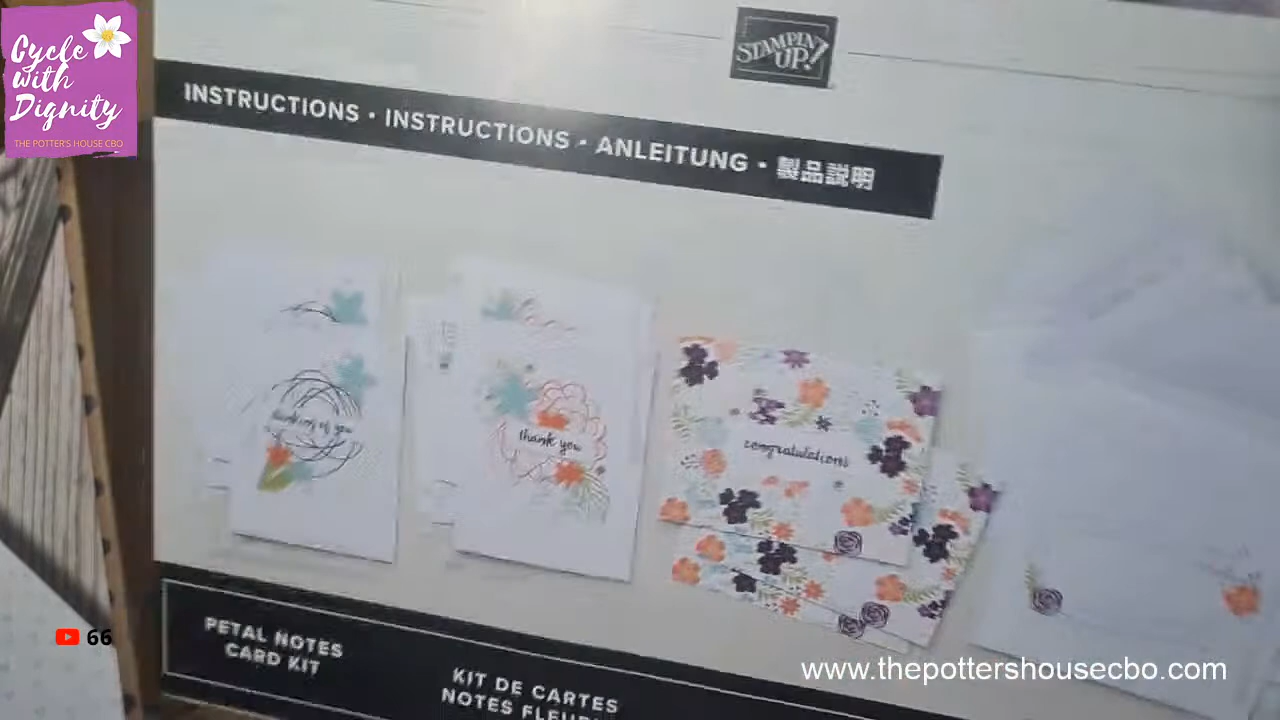 Cycle
with
Dignity
THE POTTER'S HOUSE CBO
STAMPIN'
UP!
INSTRUCTIONS • INSTRUCTIONS • ANLEITUNG • 製品説明
thinking of you
thank you
congratulations
PETAL NOTES
CARD KIT
KIT DE CARTES
NOTES
66
www.thepottershousecbo.com